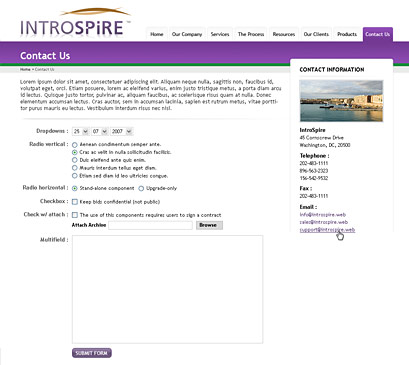 INTROSPIRE™
Home Our Company Services The Process Resources Our Clients Products Contact Us
Contact Us
Home > Contact Us
Lorem ipsum dolor sit amet, consectetuer adipiscing elit. Aliquam neque nulla, sagittis non, faucibus id,
volutpat eget, orci. Etiam posuere, lorem ac eleifend varius, enim justo tristique metus, a porta diam arcu
id lectus. Quisque justo tortor, pulvinar ac, aliquam faucibus, ac scelerisque risus quam at nulla. Donec
elementum accumsan lectus. Cras auctor, sem in accumsan lacinia, sapien est rutrum metus, vitae portti-
tor purus mauris eu quam. Vestibulum interdum risus nec nisl.
Dropdowns : 25 07 2007
Radio vertical : Aenean condimentum semper ante.
Cras ac velit in nulla sollicitudin facilisis.
Duis eleifend ante quis enim.
Mauris interdum tellus eget diam.
Etiam sed diam id leo ultricies congue.
Radio horizontal : Stand-alone component Upgrade-only
Checkbox : Keep bids confidential (not public)
Check w/ attach : The use of this components requires users to sign a contract
Attach Archive Browse
Multifield :
SUBMIT FORM
CONTACT INFORMATION
IntroSpire
45 Cornscrew Drive
Washington, DC, 20500
Telephone :
202-483-1111
896-563-2323
156-542-9532
Fax :
202-483-1111
Email :
info@introspire.web
sales@introspire.web
support@introspire.web